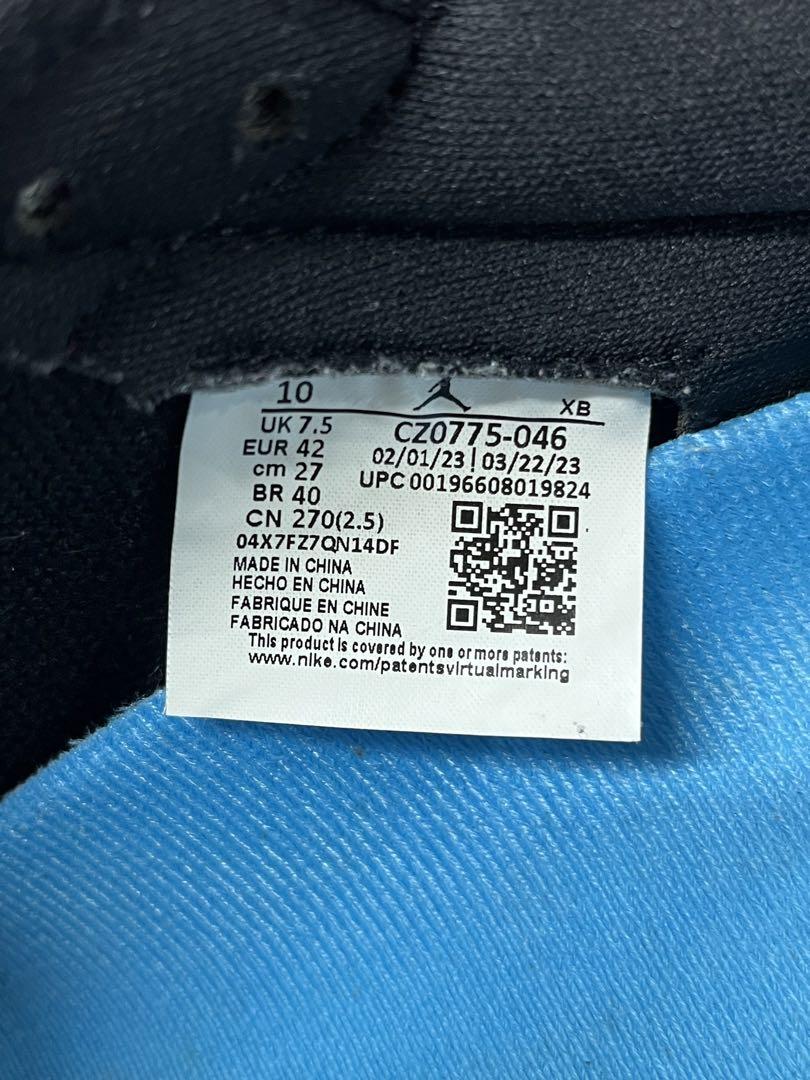 10 XB
UK 7.5
EUR 42
cm 27
BR 40
CN 270(2.5)
04X7FZ7QN14DF
CZ0775-046
02/01/23 | 03/22/23
UPC 00196608019824
MADE IN CHINA
HECHO EN CHINA
FABRIQUE EN CHINE
FABRICADO NA CHINA
This product is covered by one or more patents:
www.nike.com/patentsvirtualmarking